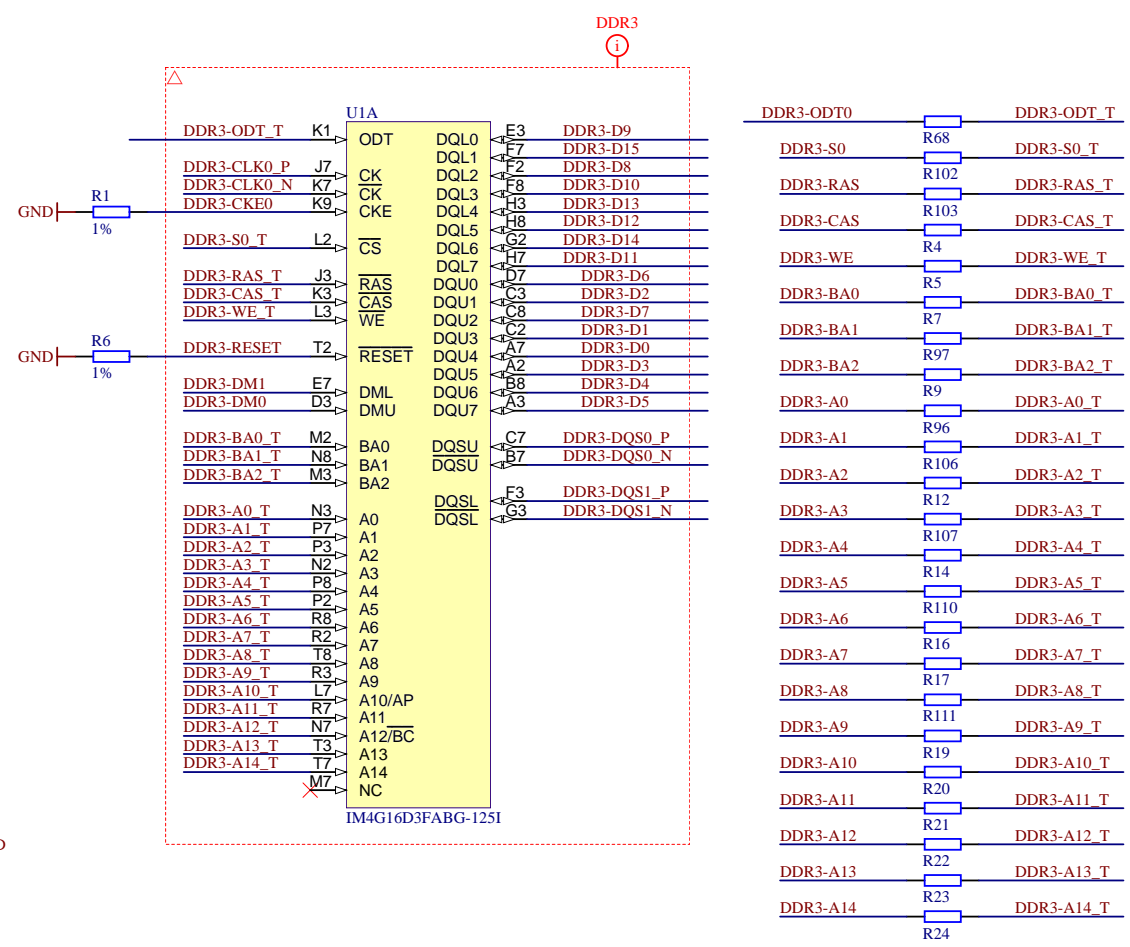 DDR3
i
U1A
DDR3-ODT_T K1 ODT DQL0 E3 DDR3-D9
DQL1 F7 DDR3-D15
DDR3-CLK0_P J7 CK DQL2 F2 DDR3-D8
DDR3-CLK0_N K7 CK DQL3 F8 DDR3-D10
GND R1 1% DDR3-CKE0 K9 CKE DQL4 H3 DDR3-D13
DQL5 H8 DDR3-D12
DDR3-S0_T L2 CS DQL6 G2 DDR3-D14
DQL7 H7 DDR3-D11
DDR3-RAS_T J3 RAS DQU0 D7 DDR3-D6
DDR3-CAS_T K3 CAS DQU1 C3 DDR3-D2
DDR3-WE_T L3 WE DQU2 C8 DDR3-D7
DQU3 C2 DDR3-D1
GND R6 1% DDR3-RESET T2 RESET DQU4 A7 DDR3-D0
DQU5 A2 DDR3-D3
DDR3-DM1 E7 DML DQU6 B8 DDR3-D4
DDR3-DM0 D3 DMU DQU7 A3 DDR3-D5
DDR3-BA0_T M2 BA0 DQSU C7 DDR3-DQS0_P
DDR3-BA1_T N8 BA1 DQSU B7 DDR3-DQS0_N
DDR3-BA2_T M3 BA2
DQSL F3 DDR3-DQS1_P
DDR3-A0_T N3 A0 DQSL G3 DDR3-DQS1_N
DDR3-A1_T P7 A1
DDR3-A2_T P3 A2
DDR3-A3_T N2 A3
DDR3-A4_T P8 A4
DDR3-A5_T P2 A5
DDR3-A6_T R8 A6
DDR3-A7_T R2 A7
DDR3-A8_T T8 A8
DDR3-A9_T R3 A9
DDR3-A10_T L7 A10/AP
DDR3-A11_T R7 A11
DDR3-A12_T N7 A12/BC
DDR3-A13_T T3 A13
DDR3-A14_T T7 A14
M7 NC
IM4G16D3FABG-125I
DDR3-ODT0 R68 DDR3-ODT_T
DDR3-S0 R102 DDR3-S0_T
DDR3-RAS R103 DDR3-RAS_T
DDR3-CAS R4 DDR3-CAS_T
DDR3-WE R5 DDR3-WE_T
DDR3-BA0 R7 DDR3-BA0_T
DDR3-BA1 R97 DDR3-BA1_T
DDR3-BA2 R9 DDR3-BA2_T
DDR3-A0 R96 DDR3-A0_T
DDR3-A1 R106 DDR3-A1_T
DDR3-A2 R12 DDR3-A2_T
DDR3-A3 R107 DDR3-A3_T
DDR3-A4 R14 DDR3-A4_T
DDR3-A5 R110 DDR3-A5_T
DDR3-A6 R16 DDR3-A6_T
DDR3-A7 R17 DDR3-A7_T
DDR3-A8 R111 DDR3-A8_T
DDR3-A9 R19 DDR3-A9_T
DDR3-A10 R20 DDR3-A10_T
DDR3-A11 R21 DDR3-A11_T
DDR3-A12 R22 DDR3-A12_T
DDR3-A13 R23 DDR3-A13_T
DDR3-A14 R24 DDR3-A14_T